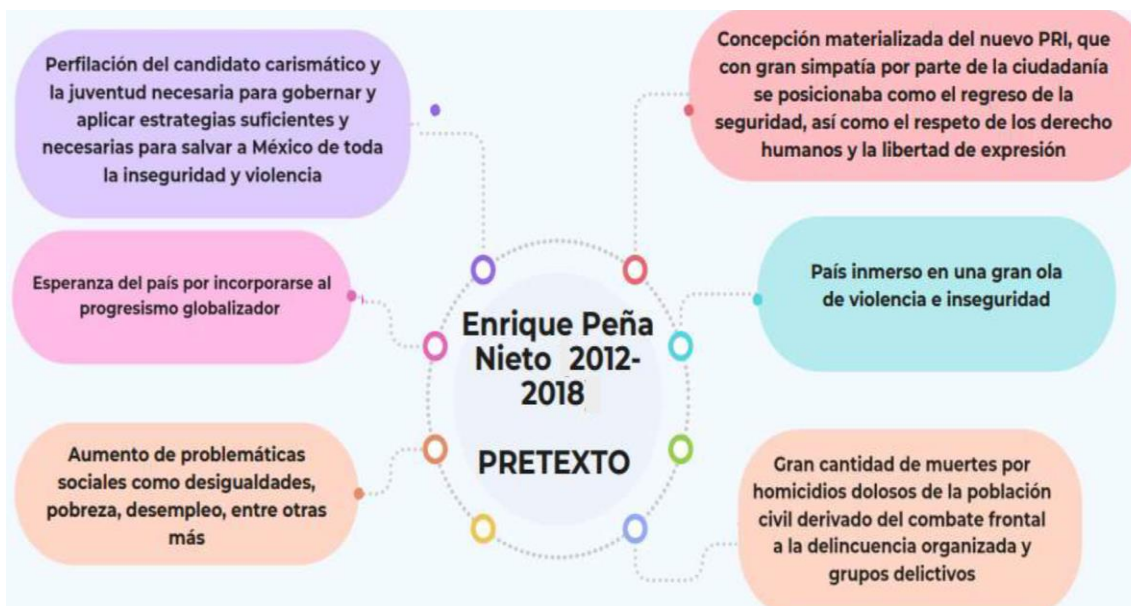 Perfilación del candidato carismático y
la juventud necesaria para gobernar y
aplicar estrategias suficientes y
necesarias para salvar a México de toda
la inseguridad y violencia
Concepción materializada del nuevo PRI, que
con gran simpatía por parte de la ciudadanía
se posicionaba como el regreso de la
seguridad, así como el respeto de los derecho
humanos y la libertad de expresión
Esperanza del país por incorporarse al
progresismo globalizador
País inmerso en una gran ola
de violencia e inseguridad
Enrique Peña
Nieto 2012-
2018
PRETEXTO
Aumento de problemáticas
sociales como desigualdades,
pobreza, desempleo, entre otras
más
Gran cantidad de muertes por
homicidios dolosos de la población
civil derivado del combate frontal
a la delincuencia organizada y
grupos delictivos